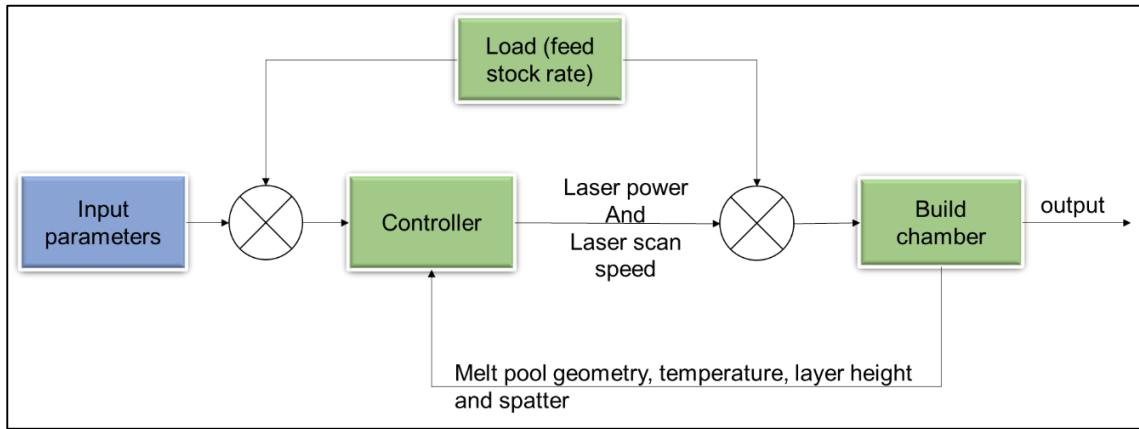 Load (feed
stock rate)
Input
parameters
Controller
Laser power
And
Laser scan
speed
Build
chamber
output
Melt pool geometry, temperature, layer height
and spatter